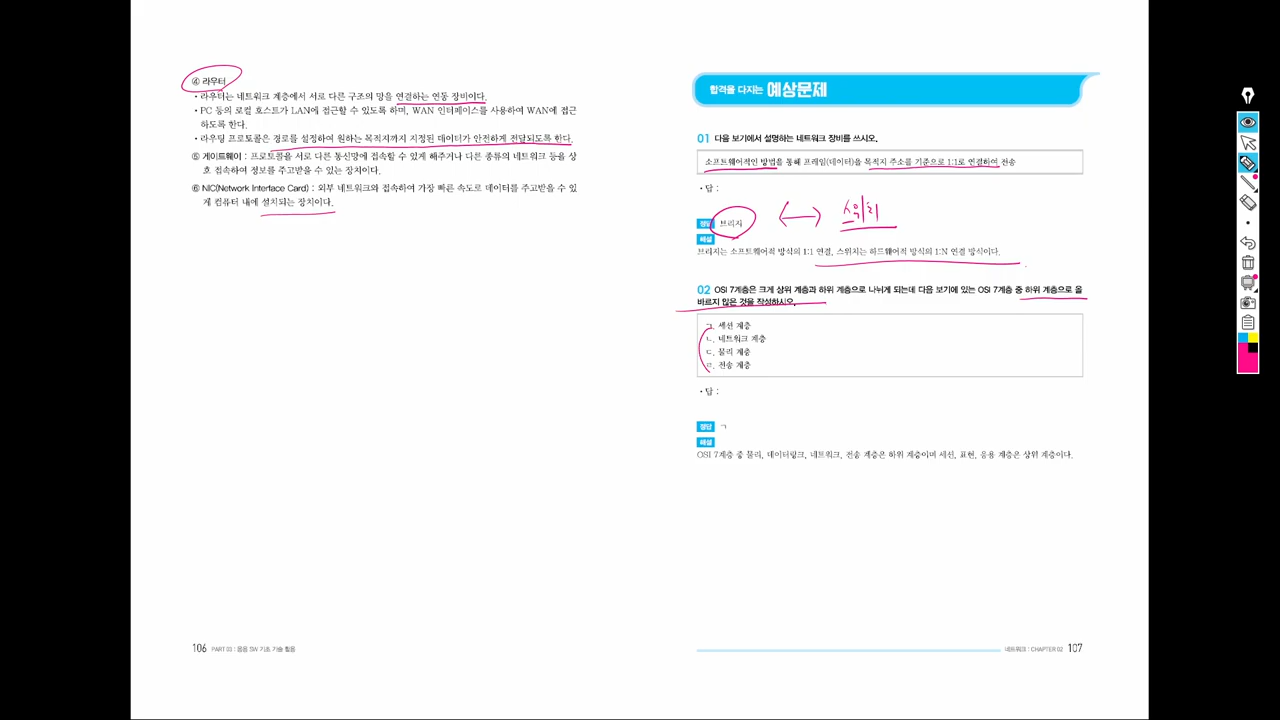 ④ 라우터
• 라우터는 네트워크 계층에서 서로 다른 구조의 망을 연결하는 연동 장비이다.
• PC 등의 로컬 호스트가 LAN에 접근할 수 있도록 하며, WAN 인터페이스를 사용하여 WAN에 접근
하도록 한다.
• 라우팅 프로토콜은 경로를 설정하여 원하는 목적지까지 지정된 데이터가 안전하게 전달되도록 한다.
⑤ 게이트웨이 : 프로토콜을 서로 다른 통신망에 접속할 수 있게 해주거나 다른 종류의 네트워크 등을 상
호 접속하여 정보를 주고받을 수 있는 장치이다.
⑥ NIC(Network Interface Card) : 외부 네트워크와 접속하여 가장 빠른 속도로 데이터를 주고받을 수 있
게 컴퓨터 내에 설치되는 장치이다.
106 PART 03 : 응용 SW 기초 기술 활용
합격을 다지는 예상문제
01 다음 보기에서 설명하는 네트워크 장비를 쓰시오.
소프트웨어적인 방법을 통해 프레임(데이터)을 목적지 주소를 기준으로 1:1로 연결하여 전송
• 답 :
정답 브리지 스위치
해설
브리지는 소프트웨어적 방식의 1:1 연결, 스위치는 하드웨어적 방식의 1:N 연결 방식이다.
02 OSI 7계층은 크게 상위 계층과 하위 계층으로 나뉘게 되는데 다음 보기에 있는 OSI 7계층 중 하위 계층으로 올
바르지 않은 것을 작성하시오.
ㄱ. 세션 계층
ㄴ. 네트워크 계층
ㄷ. 물리 계층
ㄹ. 전송 계층
• 답 :
정답 ㄱ
해설
OSI 7계층 중 물리, 데이터링크, 네트워크, 전송 계층은 하위 계층이며 세션, 표현, 응용 계층은 상위 계층이다.
네트워크 : CHAPTER 02 107